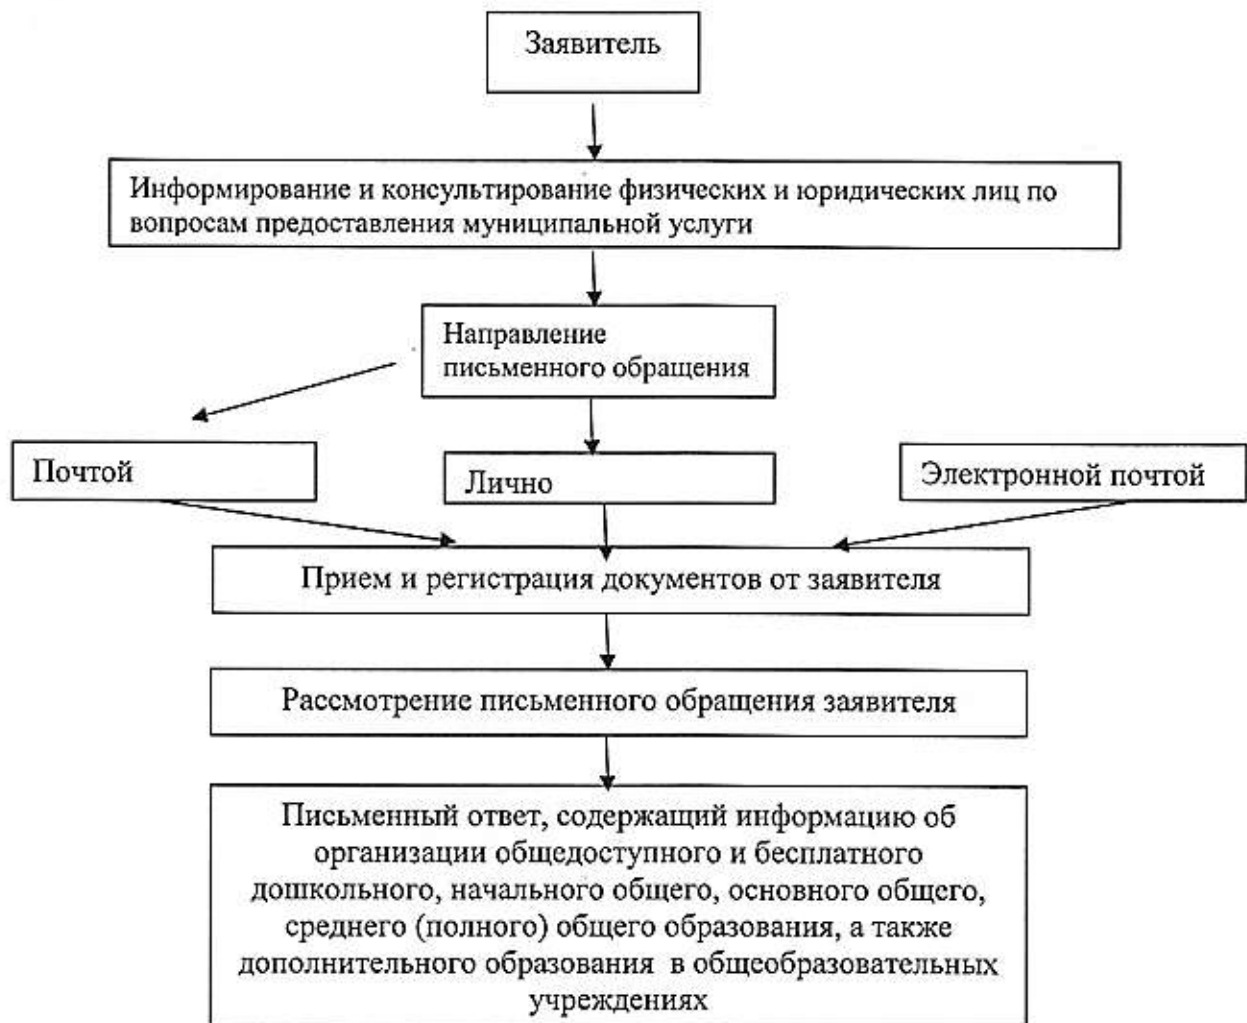 Заявитель
Информирование и консультирование физических и юридических лиц по
вопросам предоставления муниципальной услуги
Направление
письменного обращения
Почтой
Лично
Электронной почтой
Прием и регистрация документов от заявителя
Рассмотрение письменного обращения заявителя
Письменный ответ, содержащий информацию об
организации общедоступного и бесплатного
дошкольного, начального общего, основного общего,
среднего (полного) общего образования, а также
дополнительного образования в общеобразовательных
учреждениях